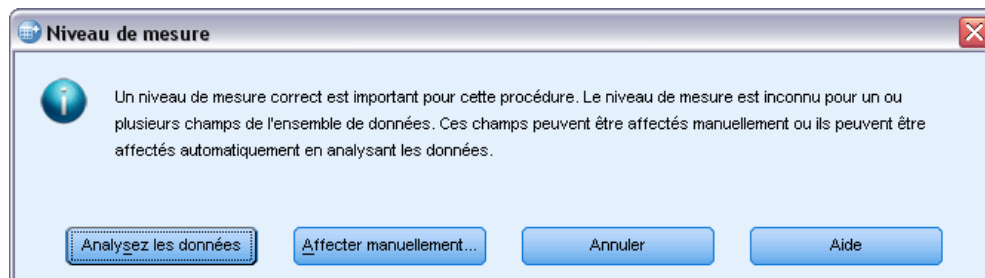 Niveau de mesure
Un niveau de mesure correct est important pour cette procédure. Le niveau de mesure est inconnu pour un ou
plusieurs champs de l'ensemble de données. Ces champs peuvent être affectés manuellement ou ils peuvent être
affectés automatiquement en analysant les données.
Analysez les données
Affecter manuellement...
Annuler
Aide